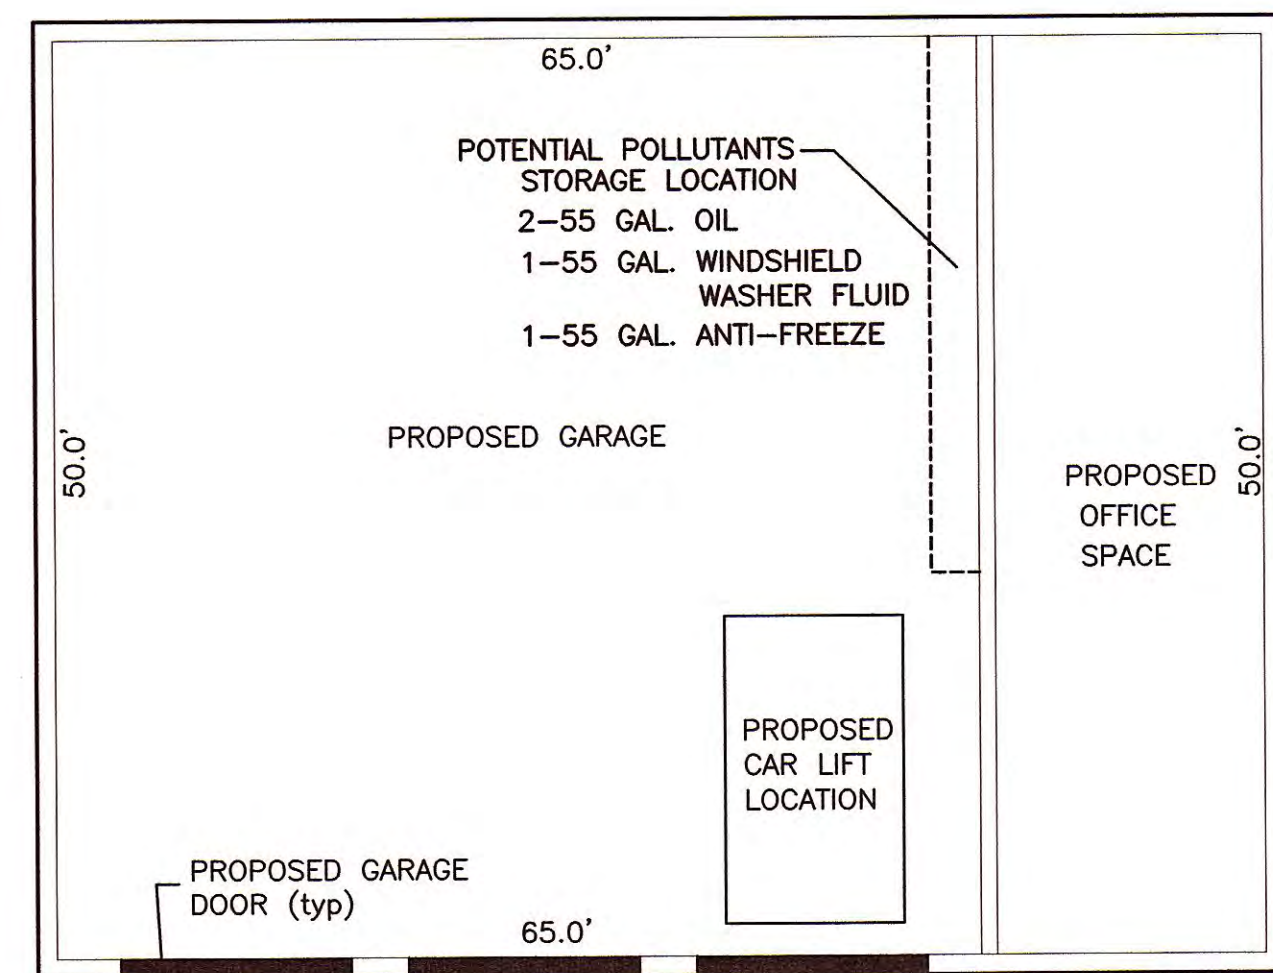 65.0'
POTENTIAL POLLUTANTS
STORAGE LOCATION
2-55 GAL. OIL
1-55 GAL. WINDSHIELD
WASHER FLUID
1-55 GAL. ANTI-FREEZE
PROPOSED GARAGE
50.0'
PROPOSED
OFFICE
SPACE
50.0'
PROPOSED
CAR LIFT
LOCATION
PROPOSED GARAGE
DOOR (typ)
65.0'